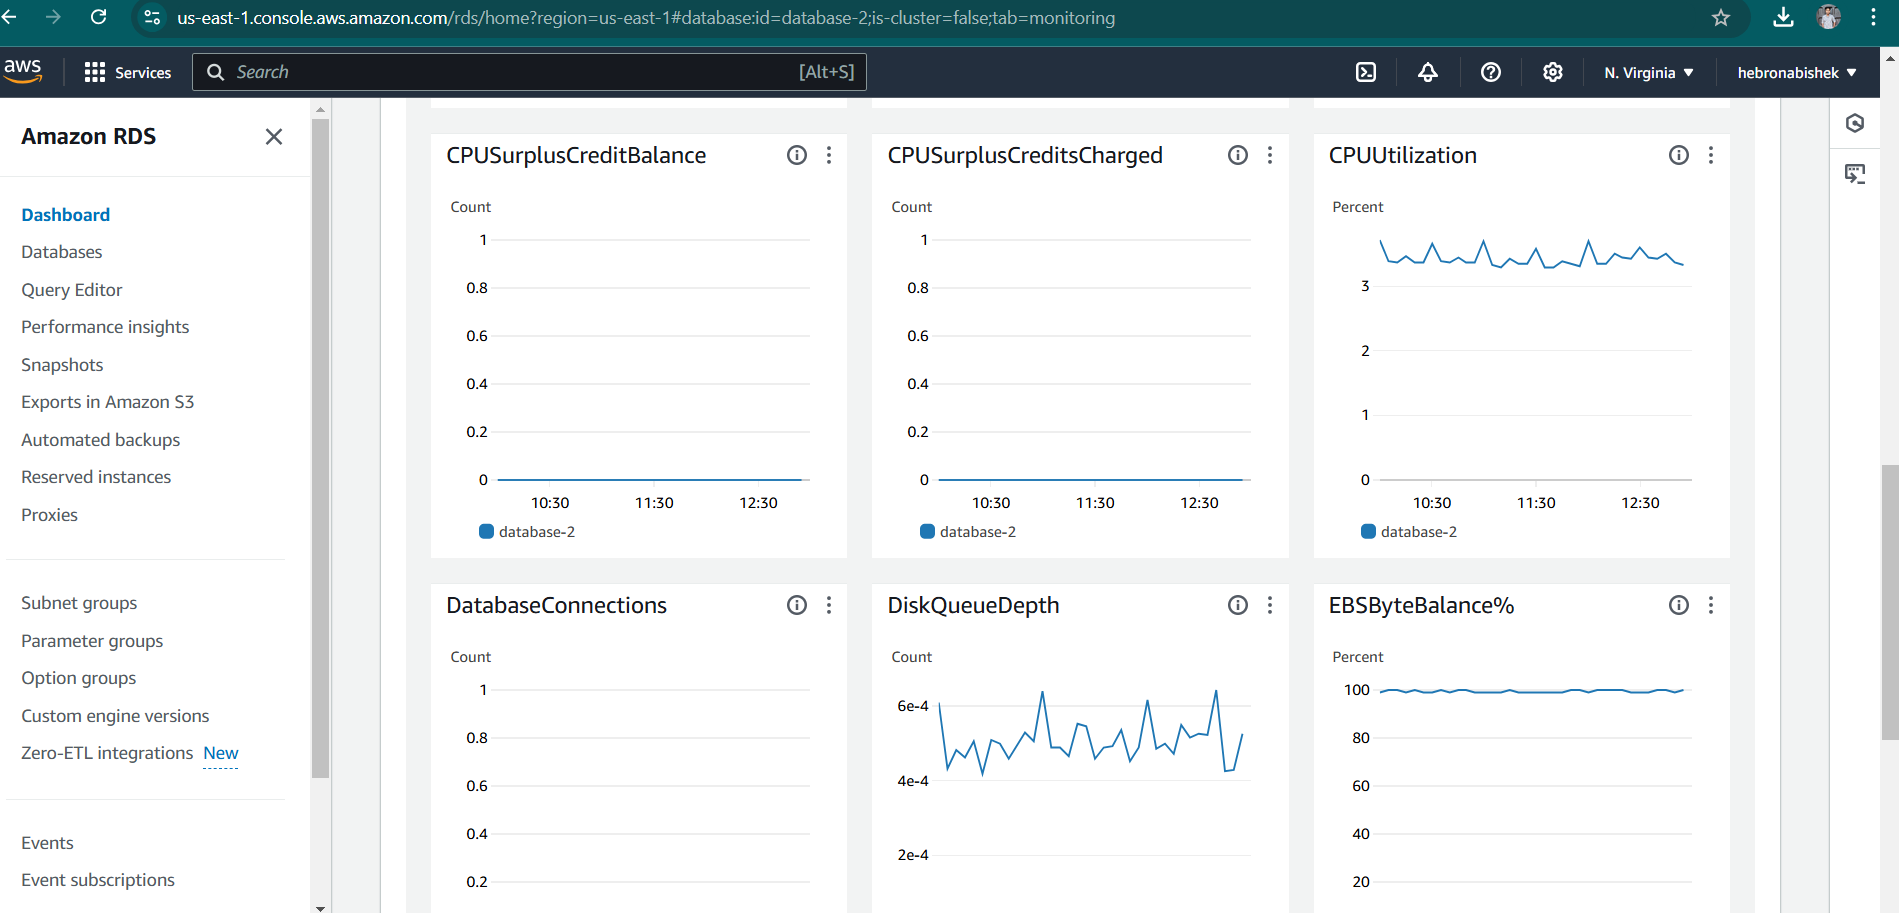 us-east-1.console.aws.amazon.com/rds/home?region=us-east-1#database:id=database-2;is-cluster=false;tab=monitoring
aws
Services
Search
[Alt+S]
N. Virginia
hebronabishek
Amazon RDS
Dashboard
Databases
Query Editor
Performance insights
Snapshots
Exports in Amazon S3
Automated backups
Reserved instances
Proxies
Subnet groups
Parameter groups
Option groups
Custom engine versions
Zero-ETL integrations New
Events
Event subscriptions
CPUSurplusCreditBalance
Count
1
0.8
0.6
0.4
0.2
0
10:30 11:30 12:30
database-2
CPUSurplusCreditsCharged
Count
1
0.8
0.6
0.4
0.2
0
10:30 11:30 12:30
database-2
CPUUtilization
Percent
3
2
1
0
10:30 11:30 12:30
database-2
DatabaseConnections
Count
1
0.8
0.6
0.4
0.2
DiskQueueDepth
Count
6e-4
4e-4
2e-4
EBSByteBalance%
Percent
100
80
60
40
20